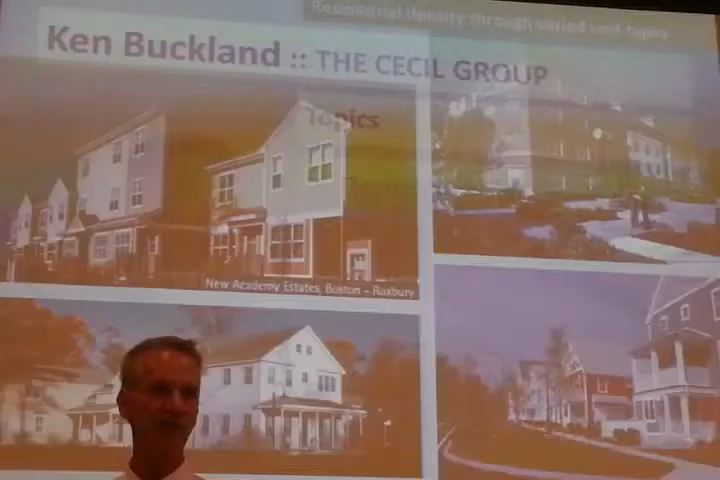 Residential density through varied unit types
Ken Buckland :: THE CECIL GROUP
Topics
New Academy Estates, Boston - Roxbury